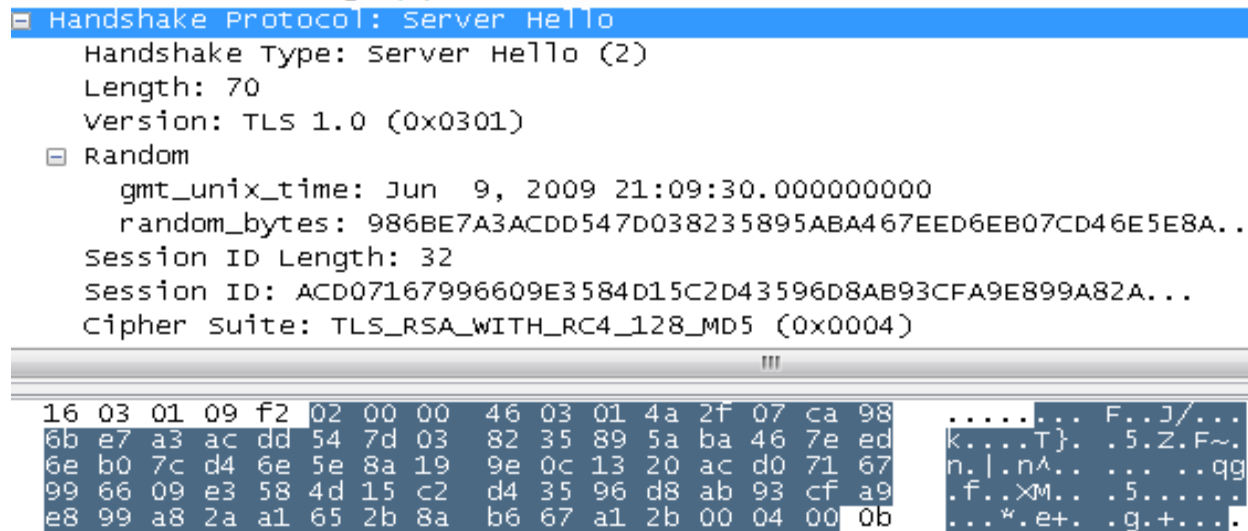 Handshake Protocol: Server Hello
Handshake Type: Server Hello (2)
Length: 70
Version: TLS 1.0 (0x0301)
Random
gmt_unix_time: Jun  9, 2009 21:09:30.000000000
random_bytes: 986BE7A3ACDD547D038235895ABA467EED6EB07CD46E5E8A...
Session ID Length: 32
Session ID: ACD07167996609E3584D15C2D43596D8AB93CFA9E899A82A...
Cipher Suite: TLS_RSA_WITH_RC4_128_MD5 (0x0004)
16 03 01 09 f2 02 00 00  46 03 01 4a 2f 07 ca 98  ........ F..J/...
6b e7 a3 ac dd 54 7d 03  82 35 89 5a ba 46 7e ed  k....T}. .5.Z.F~.
6e b0 7c d4 6e 5e 8a 19  9e 0c 13 20 ac d0 71 67  n.|.n^.. ... ..qg
99 66 09 e3 58 4d 15 c2  d4 35 96 d8 ab 93 cf a9  .f..XM.. .5......
e8 99 a8 2a a1 65 2b 8a  b6 67 a1 2b 00 04 00 0b  ...*.e+. .g.+....